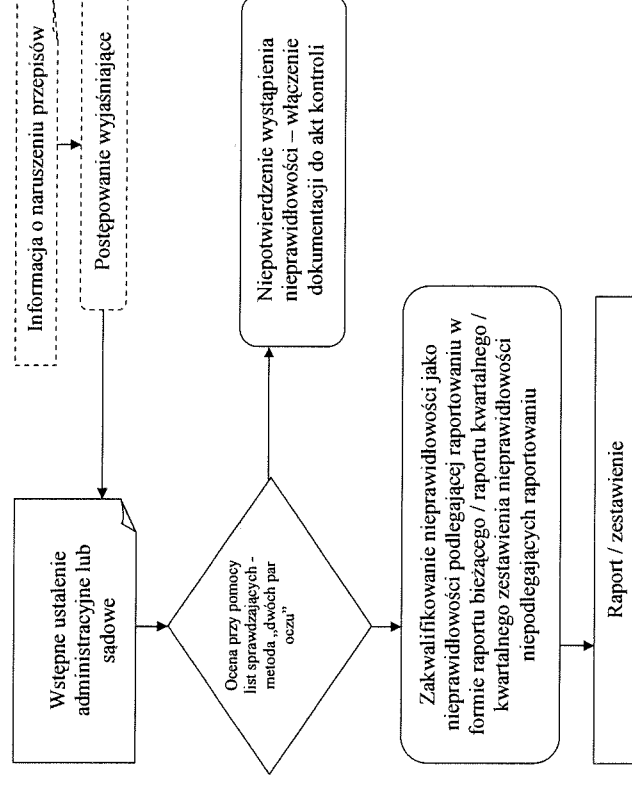 Informacja o naruszeniu przepisów
Postępowanie wyjaśniające
Wstępne ustalenie
administracyjne lub
sądowe
Ocena przy pomocy
list sprawdzających -
metoda „dwóch par
oczu”
Niepotwierdzenie wystąpienia
nieprawidłowości – włączenie
dokumentacji do akt kontroli
Zakwalifikowanie nieprawidłowości jako
nieprawidłowości podlegającej raportowaniu w
formie raportu bieżącego / raportu kwartalnego /
kwartalnego zestawienia nieprawidłowości
niepodlegających raportowaniu
Raport / zestawienie